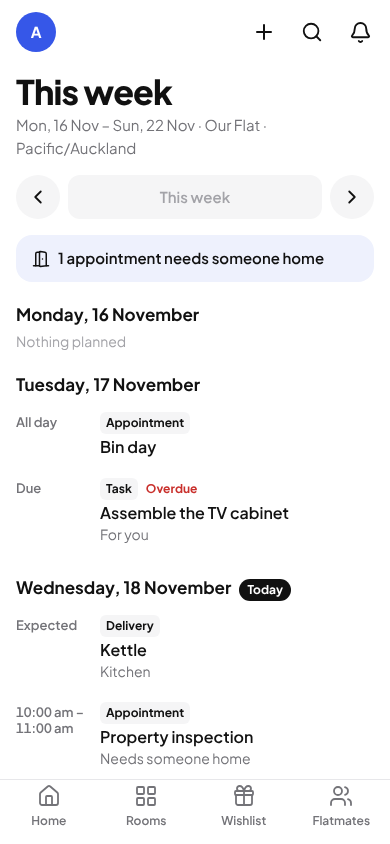 A
This week
Mon, 16 Nov – Sun, 22 Nov · Our Flat ·
Pacific/Auckland
This week
1 appointment needs someone home
Monday, 16 November
Nothing planned
Tuesday, 17 November
All day
Appointment
Bin day
Due
Task Overdue
Assemble the TV cabinet
For you
Wednesday, 18 November Today
Expected
Delivery
Kettle
Kitchen
10:00 am –
11:00 am
Appointment
Property inspection
Needs someone home
Home Rooms Wishlist Flatmates